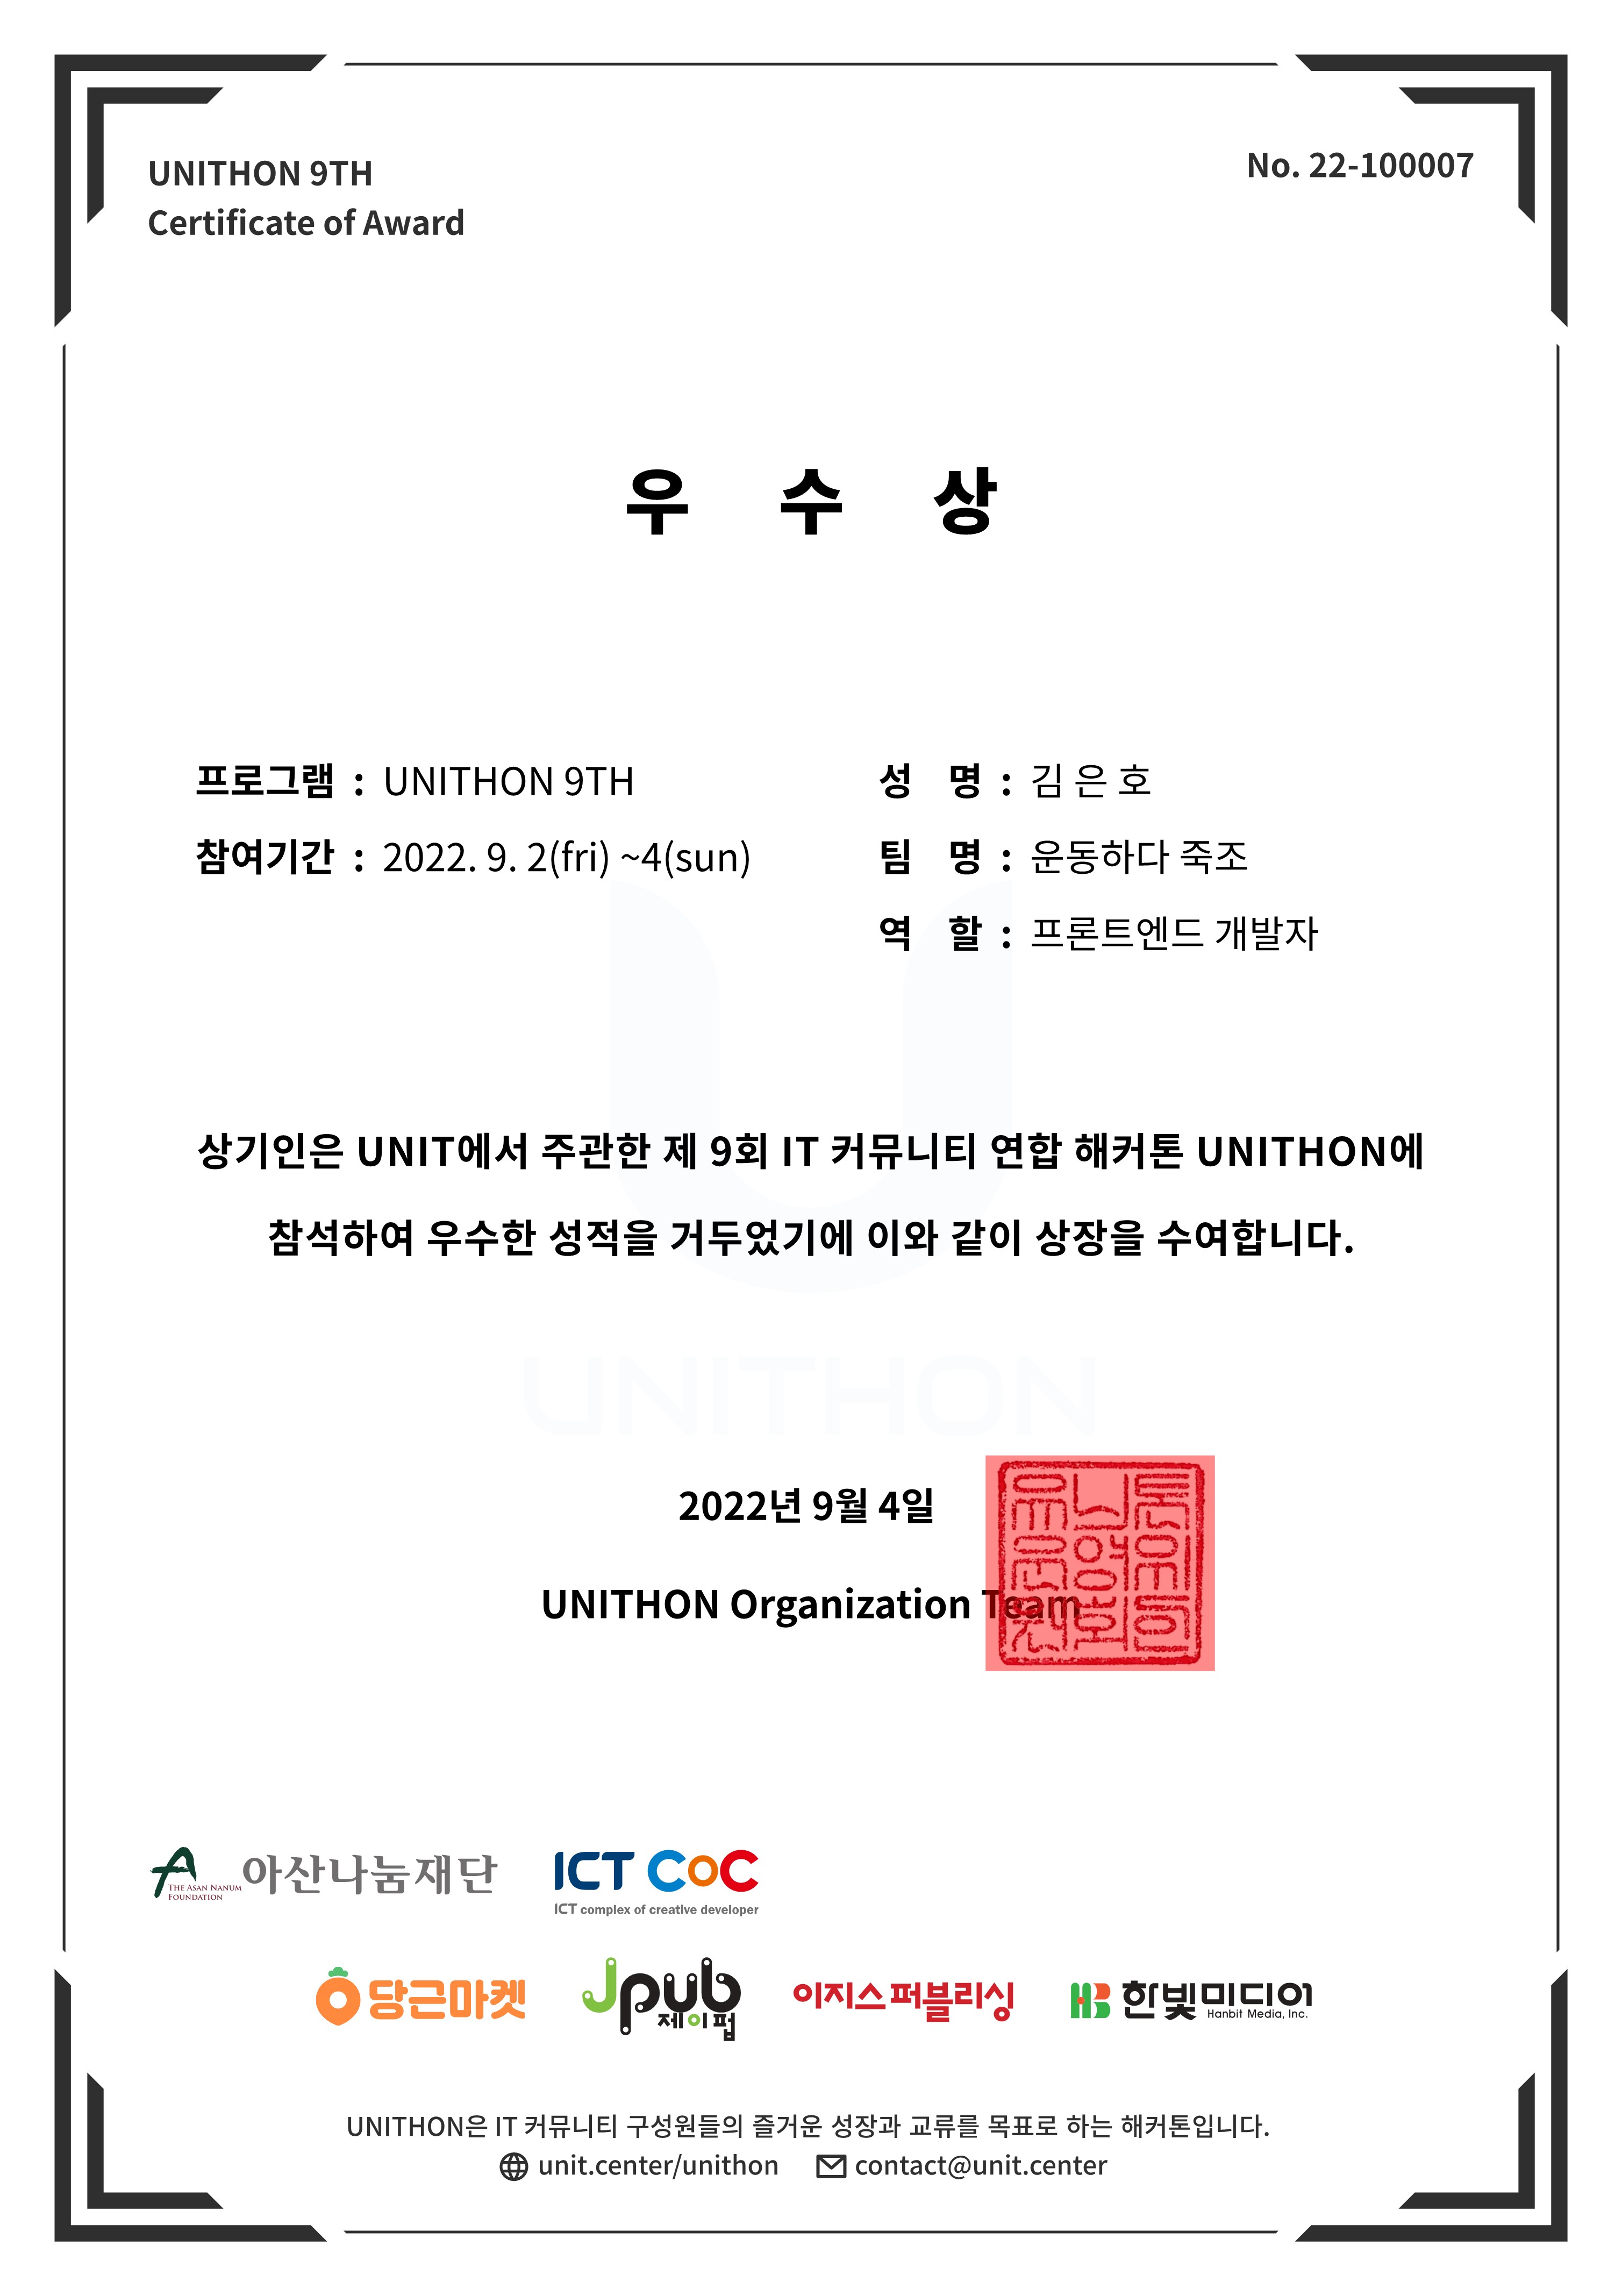 UNITHON 9TH
Certificate of Award
No. 22-100007
우 수 상
프로그램 : UNITHON 9TH
참여기간 : 2022. 9. 2(fri) ~4(sun)
성 명 : 김 은 호
팀 명 : 운동하다 죽조
역 할 : 프론트엔드 개발자
상기인은 UNIT에서 주관한 제 9회 IT 커뮤니티 연합 해커톤 UNITHON에
참석하여 우수한 성적을 거두었기에 이와 같이 상장을 수여합니다.
UNITHON
2022년 9월 4일
UNITHON Organization Team
THE ASAN NANUM
FOUNDATION
아산나눔재단
ICT CoC
ICT complex of creative developer
당근마켓
Jpub
제이펍
이지스퍼블리싱
HB 한빛미디어
Hanbit Media, Inc.
UNITHON은 IT 커뮤니티 구성원들의 즐거운 성장과 교류를 목표로 하는 해커톤입니다.
unit.center/unithon contact@unit.center